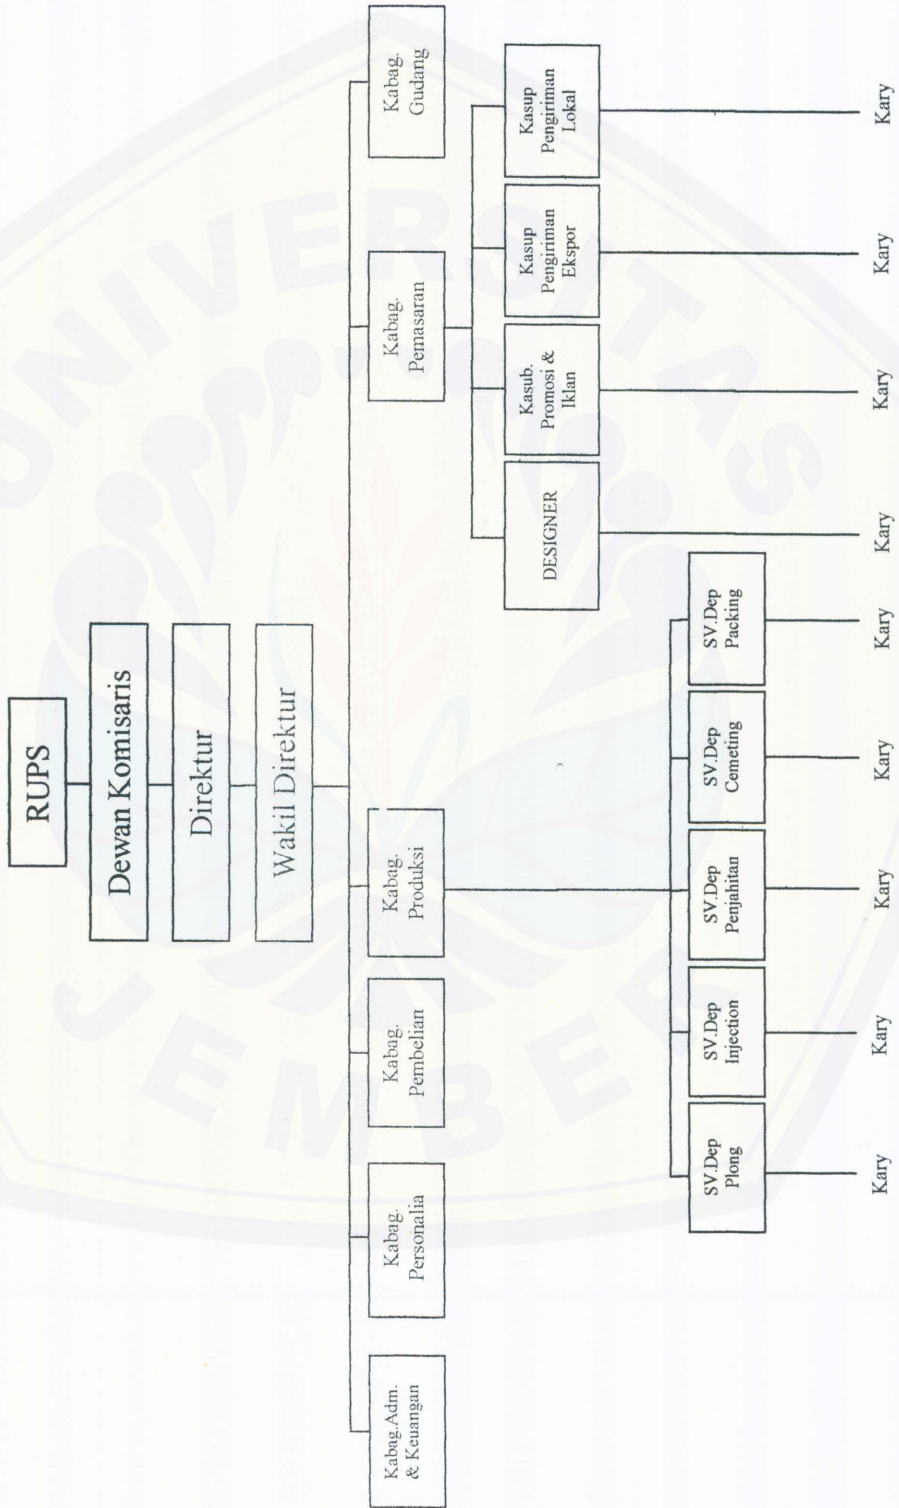 RUPS
Dewan Komisaris
Direktur
Wakil Direktur
Kabag.Adm.
& Keuangan
Kabag.
Personalia
Kabag.
Pembelian
Kabag.
Produksi
Kabag.
Pemasaran
Kabag.
Gudang
DESIGNER
Kasub.
Promosi &
Iklan
Kasup
Pengiriman
Ekspor
Kasup
Pengiriman
Lokal
SV.Dep
Plong
SV.Dep
Injection
SV.Dep
Penjahitan
SV.Dep
Cemeting
SV.Dep
Packing
Kary
Kary
Kary
Kary
Kary
Kary
Kary
Kary
Kary
UNIVERSITAS
JEMBER